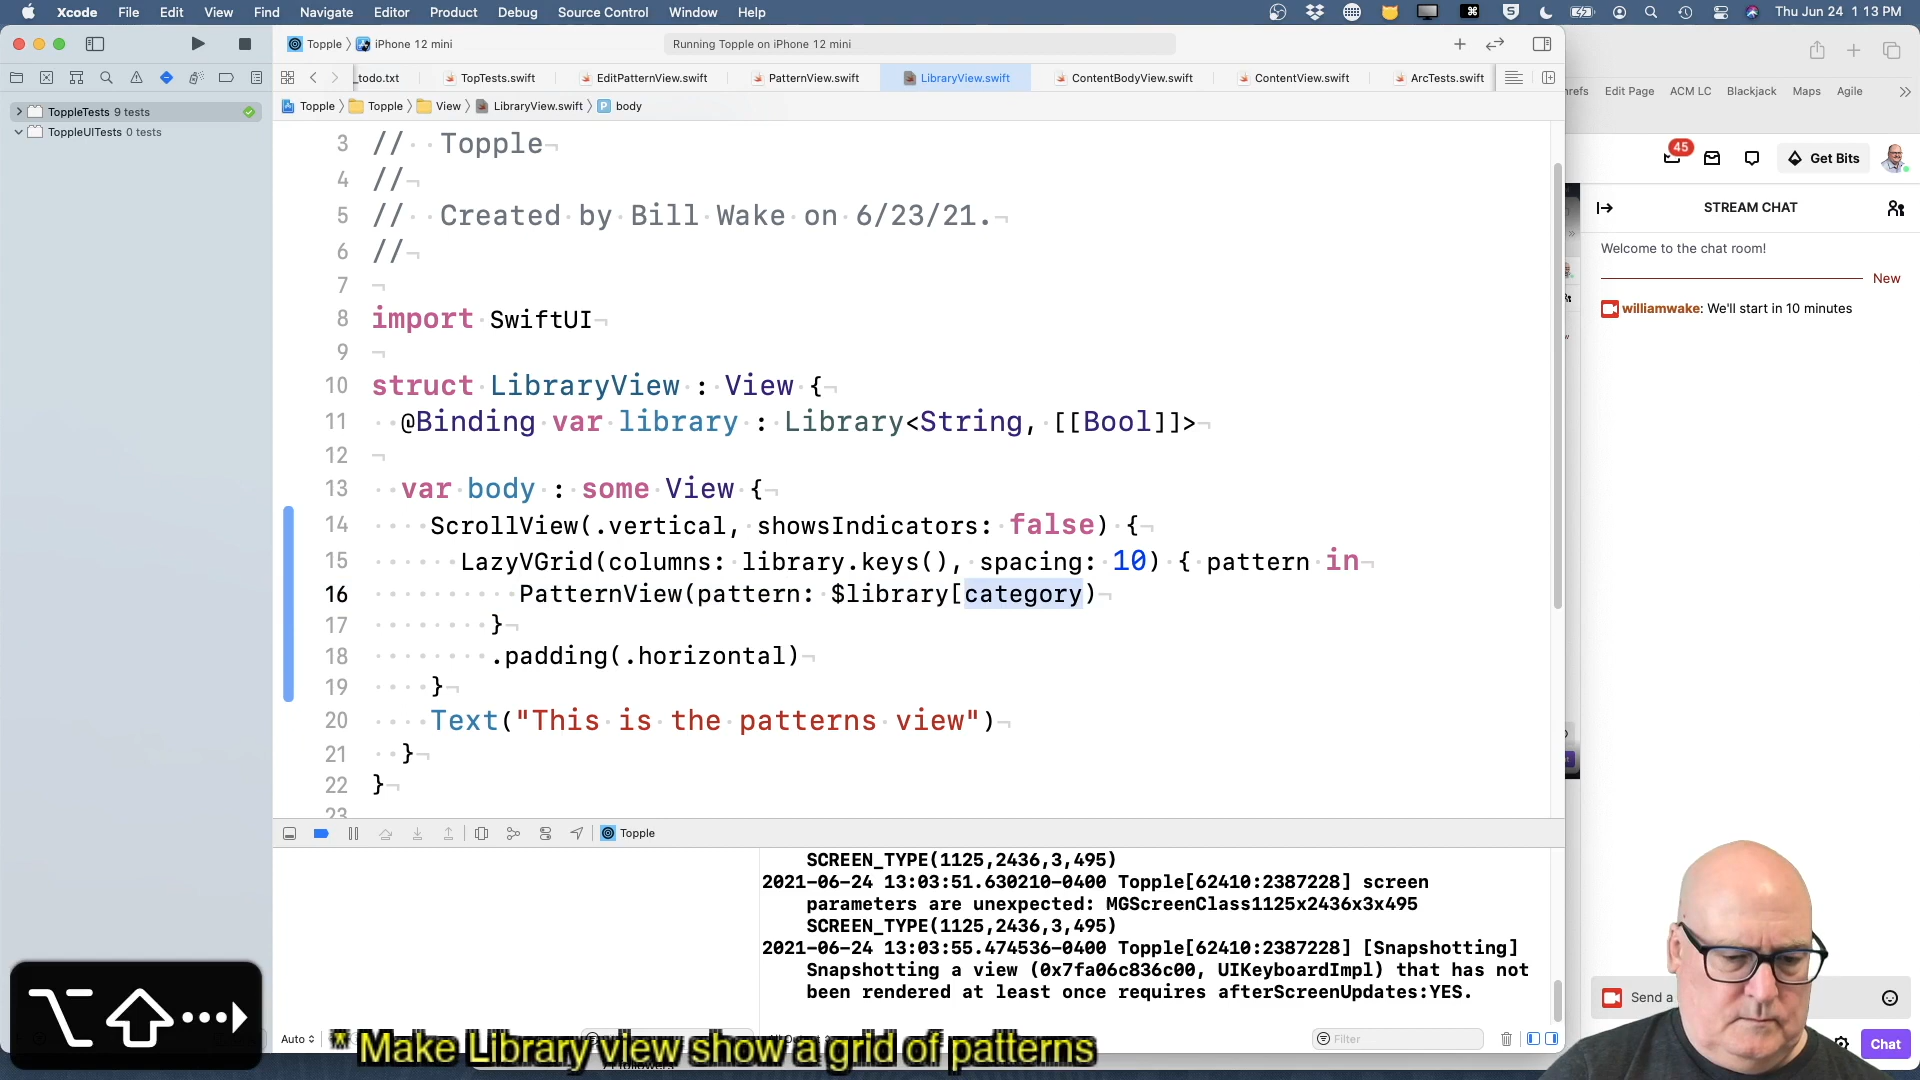 Xcode File Edit View Find Navigate Editor Product Debug Source Control Window Help Thu Jun 24 1 13 PM
Topple iPhone 12 mini Running Topple on iPhone 12 mini
_todo.txt TopTests.swift EditPatternView.swift PatternView.swift LibraryView.swift ContentBodyView.swift ContentView.swift ArcTests.swift
Edit Page ACM LC Blackjack Maps Agile
Topple Topple View LibraryView.swift body
ToppleTests 9 tests
ToppleUITests 0 tests
3 // Topple
4 //
5 // Created by Bill Wake on 6/23/21.
6 //
7
8 import SwiftUI
9
10 struct LibraryView : View {
11 @Binding var library : Library<String, [[Bool]]>
12
13 var body : some View {
14 ScrollView(.vertical, showsIndicators: false) {
15 LazyVGrid(columns: library.keys(), spacing: 10) { pattern in
16 PatternView(pattern: $library[category)
17 }
18 .padding(.horizontal)
19 }
20 Text("This is the patterns view")
21 }
22 }
23
Topple
SCREEN_TYPE(1125,2436,3,495)
2021-06-24 13:03:51.630210-0400 Topple[62410:2387228] screen
parameters are unexpected: MGScreenClass1125x2436x3x495
SCREEN_TYPE(1125,2436,3,495)
2021-06-24 13:03:55.474536-0400 Topple[62410:2387228] [Snapshotting]
Snapshotting a view (0x7fa06c836c00, UIKeyboardImpl) that has not
been rendered at least once requires afterScreenUpdates:YES.
Auto Filter
* Make Library view show a grid of patterns
45 Get Bits
STREAM CHAT
Welcome to the chat room!
New
williamwake: We'll start in 10 minutes
Send a
Chat